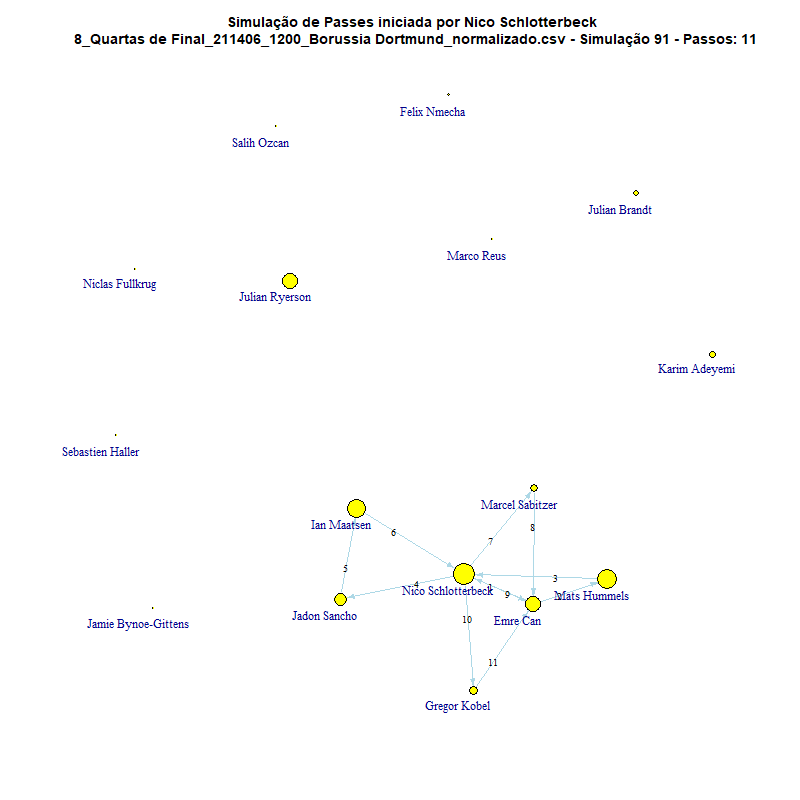 Simulação de Passes iniciada por Nico Schlotterbeck
8_Quartas de Final_211406_1200_Borussia Dortmund_normalizado.csv - Simulação 91 - Passos: 11
Felix Nmecha
Salih Ozcan
Julian Brandt
Marco Reus
Niclas Fullkrug
Julian Ryerson
Karim Adeyemi
Sebastien Haller
Marcel Sabitzer
Ian Maatsen
8
6
7
5
4
3
1
Nico Schlotterbeck
9
Mats Hummels
Jadon Sancho
10
Emre Can
Jamie Bynoe-Gittens
11
Gregor Kobel